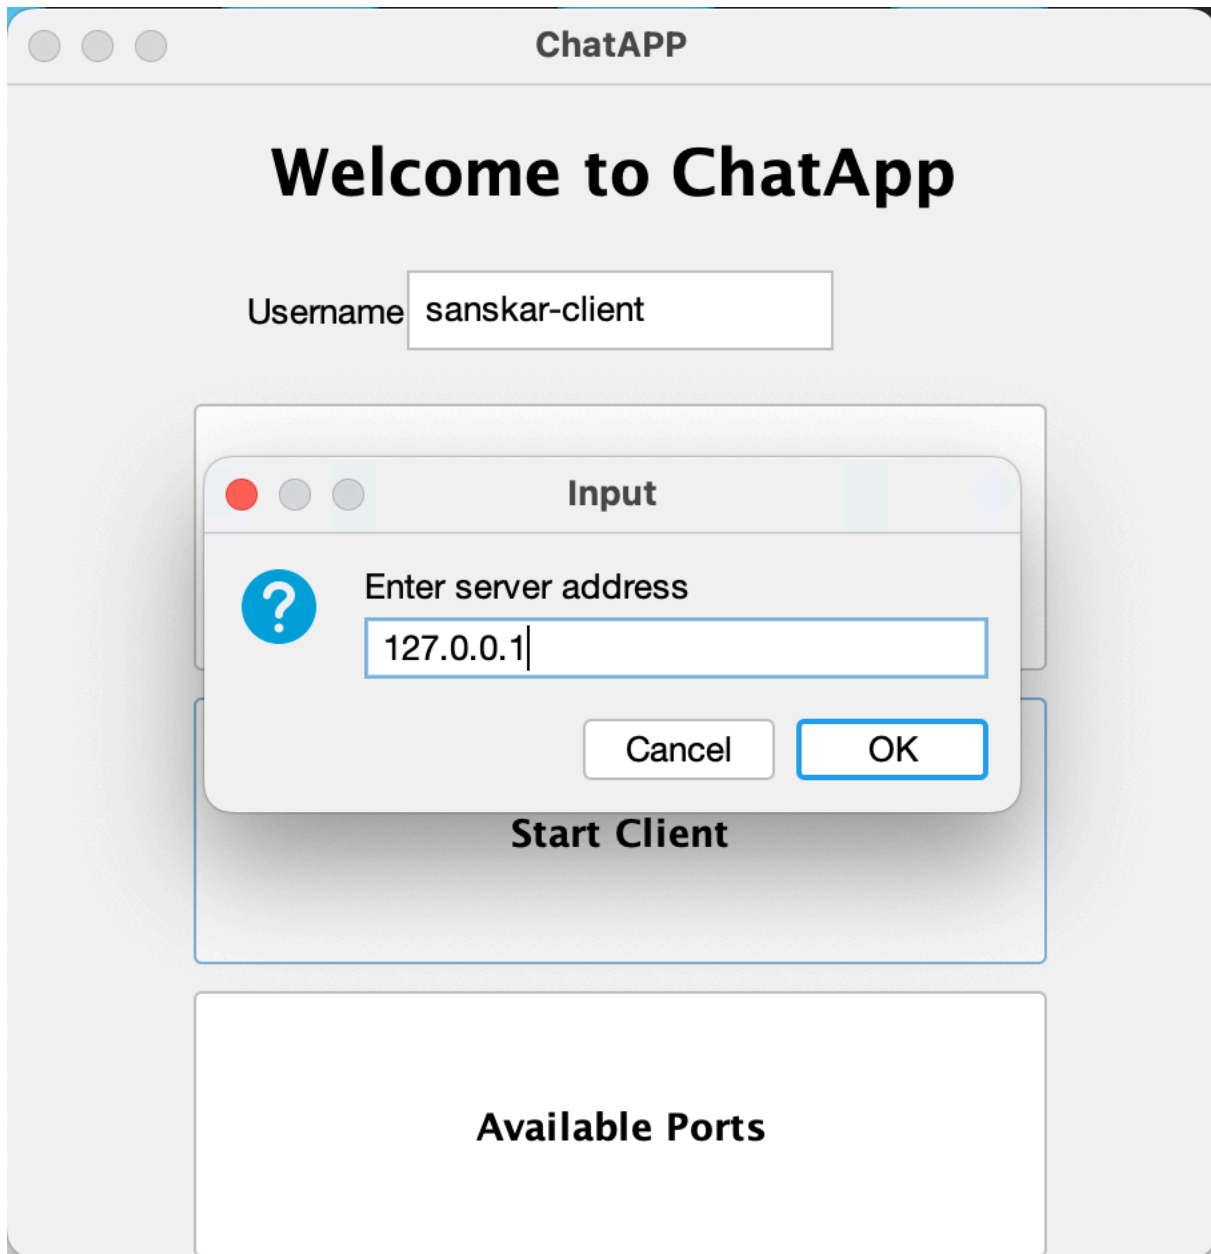 ChatAPP
Welcome to ChatApp
Username sanskar-client
Input
Enter server address
127.0.0.1
Cancel OK
Start Client
Available Ports